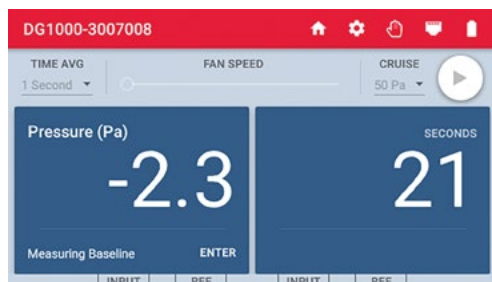 DG1000-3007008
TIME AVG
FAN SPEED
CRUISE
1 Second
50 Pa
Pressure (Pa)
-2.3
Measuring Baseline
ENTER
SECONDS
21
INPUT
REF
INPUT
REF